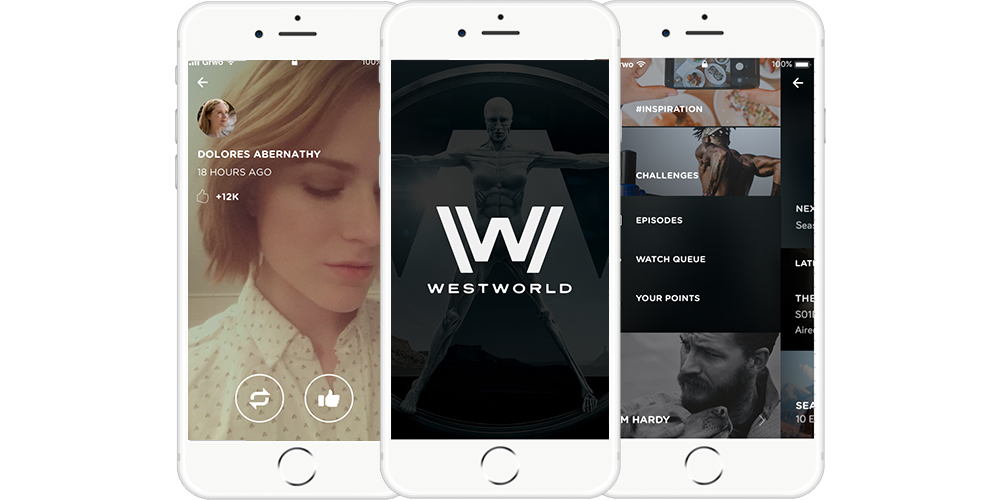 Grwo
100%
DOLORES ABERNATHY
18 HOURS AGO
+12K
W
WESTWORLD
rwo
100%
#INSPIRATION
CHALLENGES
EPISODES
WATCH QUEUE
YOUR POINTS
M HARDY
NEX
Seas
LAT
THE
S01E
Aire
SEA
10 E